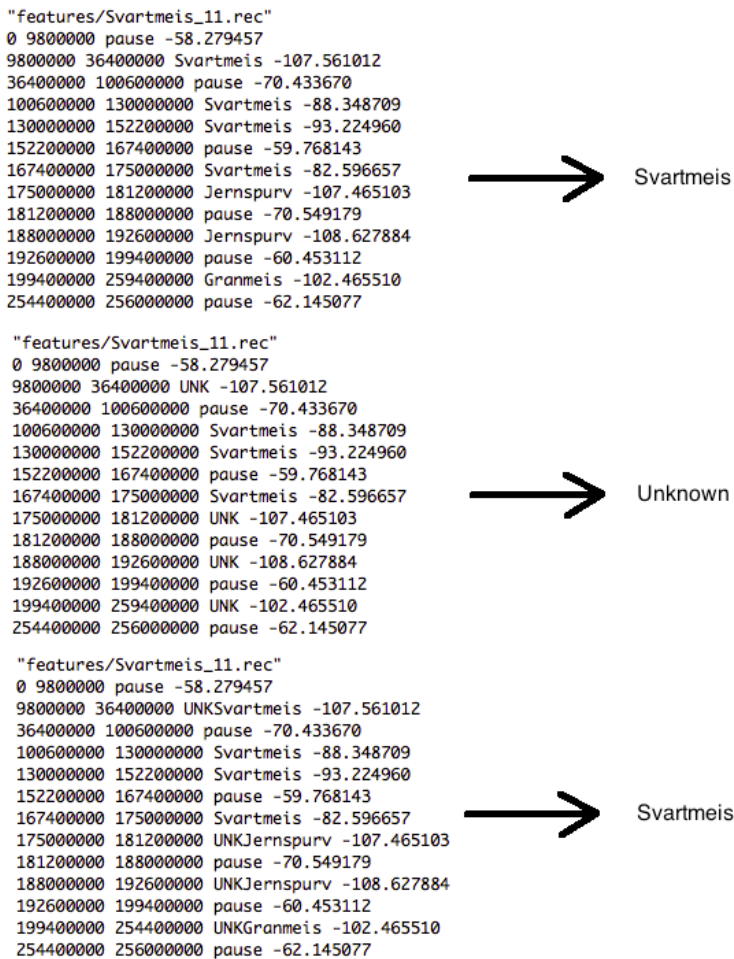 "features/Svartmeis_11.rec"
0 9800000 pause -58.279457
9800000 36400000 Svartmeis -107.561012
36400000 100600000 pause -70.433670
100600000 130000000 Svartmeis -88.348709
130000000 152200000 Svartmeis -93.224960
152200000 167400000 pause -59.768143
167400000 175000000 Svartmeis -82.596657
175000000 181200000 Jernspurv -107.465103
181200000 188000000 pause -70.549179
188000000 192600000 Jernspurv -108.627884
192600000 199400000 pause -60.453112
199400000 259400000 Granmeis -102.465510
254400000 256000000 pause -62.145077
Svartmeis
"features/Svartmeis_11.rec"
0 9800000 pause -58.279457
9800000 36400000 UNK -107.561012
36400000 100600000 pause -70.433670
100600000 130000000 Svartmeis -88.348709
130000000 152200000 Svartmeis -93.224960
152200000 167400000 pause -59.768143
167400000 175000000 Svartmeis -82.596657
175000000 181200000 UNK -107.465103
181200000 188000000 pause -70.549179
188000000 192600000 UNK -108.627884
192600000 199400000 pause -60.453112
199400000 259400000 UNK -102.465510
254400000 256000000 pause -62.145077
Unknown
"features/Svartmeis_11.rec"
0 9800000 pause -58.279457
9800000 36400000 UNKSvartmeis -107.561012
36400000 100600000 pause -70.433670
100600000 130000000 Svartmeis -88.348709
130000000 152200000 Svartmeis -93.224960
152200000 167400000 pause -59.768143
167400000 175000000 Svartmeis -82.596657
175000000 181200000 UNKJernspurv -107.465103
181200000 188000000 pause -70.549179
188000000 192600000 UNKJernspurv -108.627884
192600000 199400000 pause -60.453112
199400000 254400000 UNKGranmeis -102.465510
254400000 256000000 pause -62.145077
Svartmeis